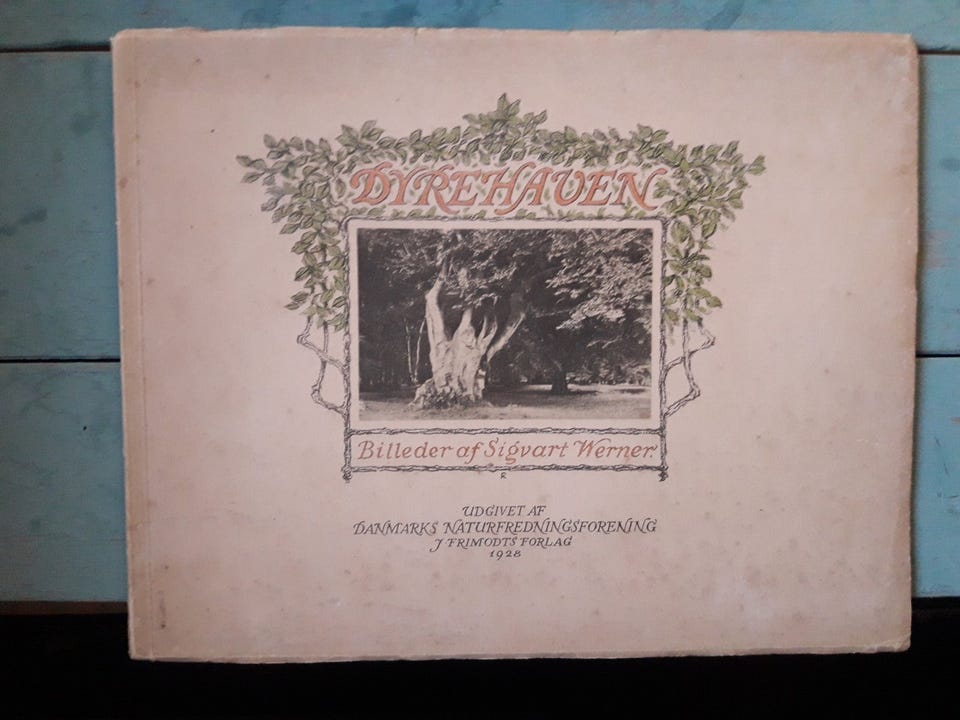 DYREHAVEN
Billeder af Sigvart Werner
R
UDGIVET AF
DANMARKS NATURFREDNINGSFORENING
J FRIMODTS FORLAG
1928